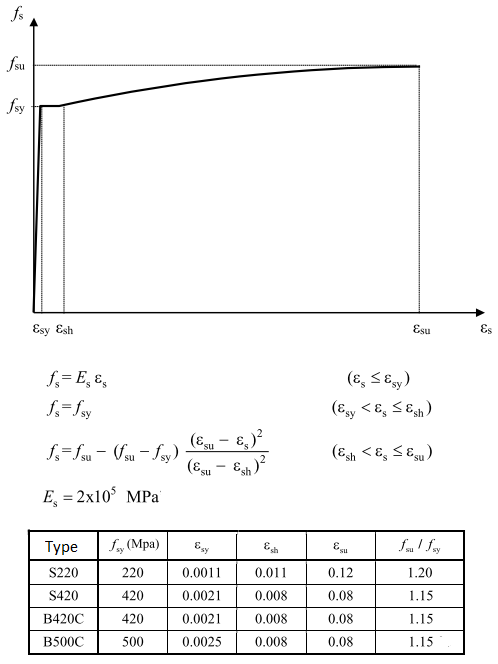 fs
fsu
fsy
εsy εsh εsu εs
fs = Es εs (εs ≤ εsy)
fs = fsy (εsy < εs ≤ εsh)
fs = fsu − (fsu − fsy) (εsu − εs)² / (εsu − εsh)² (εsh < εs ≤ εsu)
Es = 2x10⁵ MPa
Type fsy (Mpa) εsy εsh εsu fsu / fsy
S220 220 0.0011 0.011 0.12 1.20
S420 420 0.0021 0.008 0.08 1.15
B420C 420 0.0021 0.008 0.08 1.15
B500C 500 0.0025 0.008 0.08 1.15